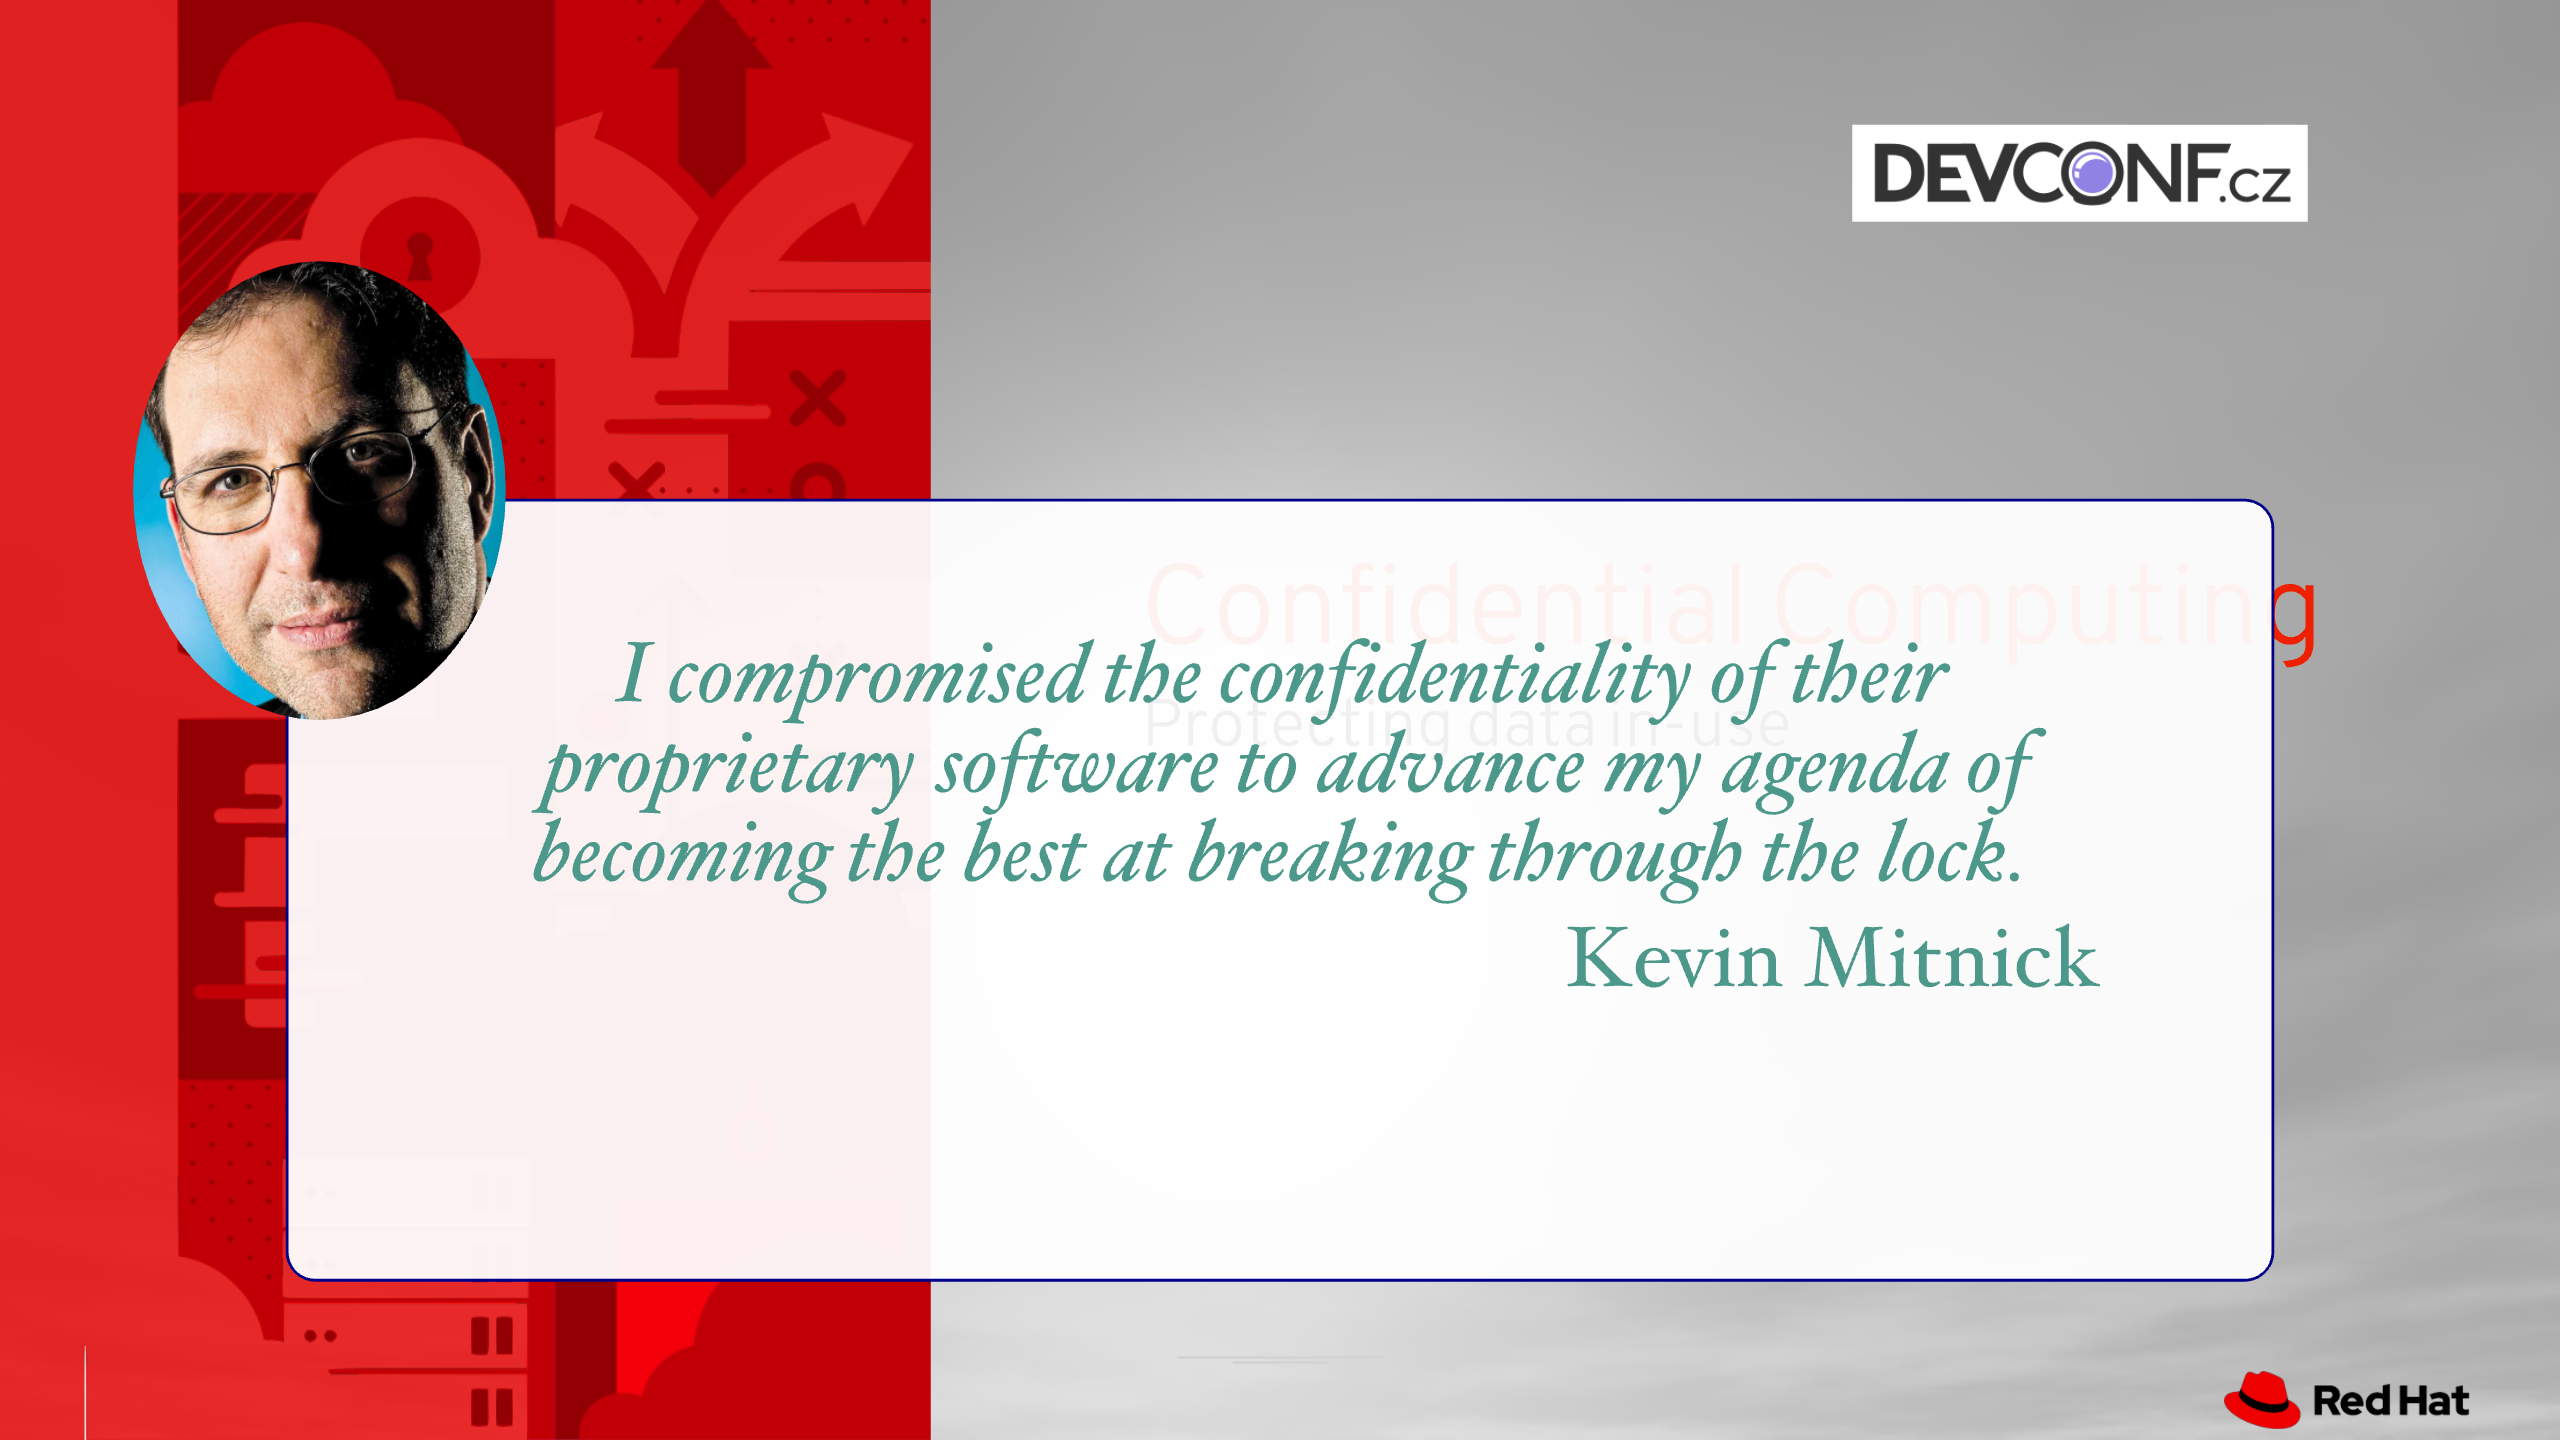 DEVCONF.cz
Confidential Computing
Protecting data in-use
I compromised the confidentiality of their
proprietary software to advance my agenda of
becoming the best at breaking through the lock.
Kevin Mitnick
Red Hat